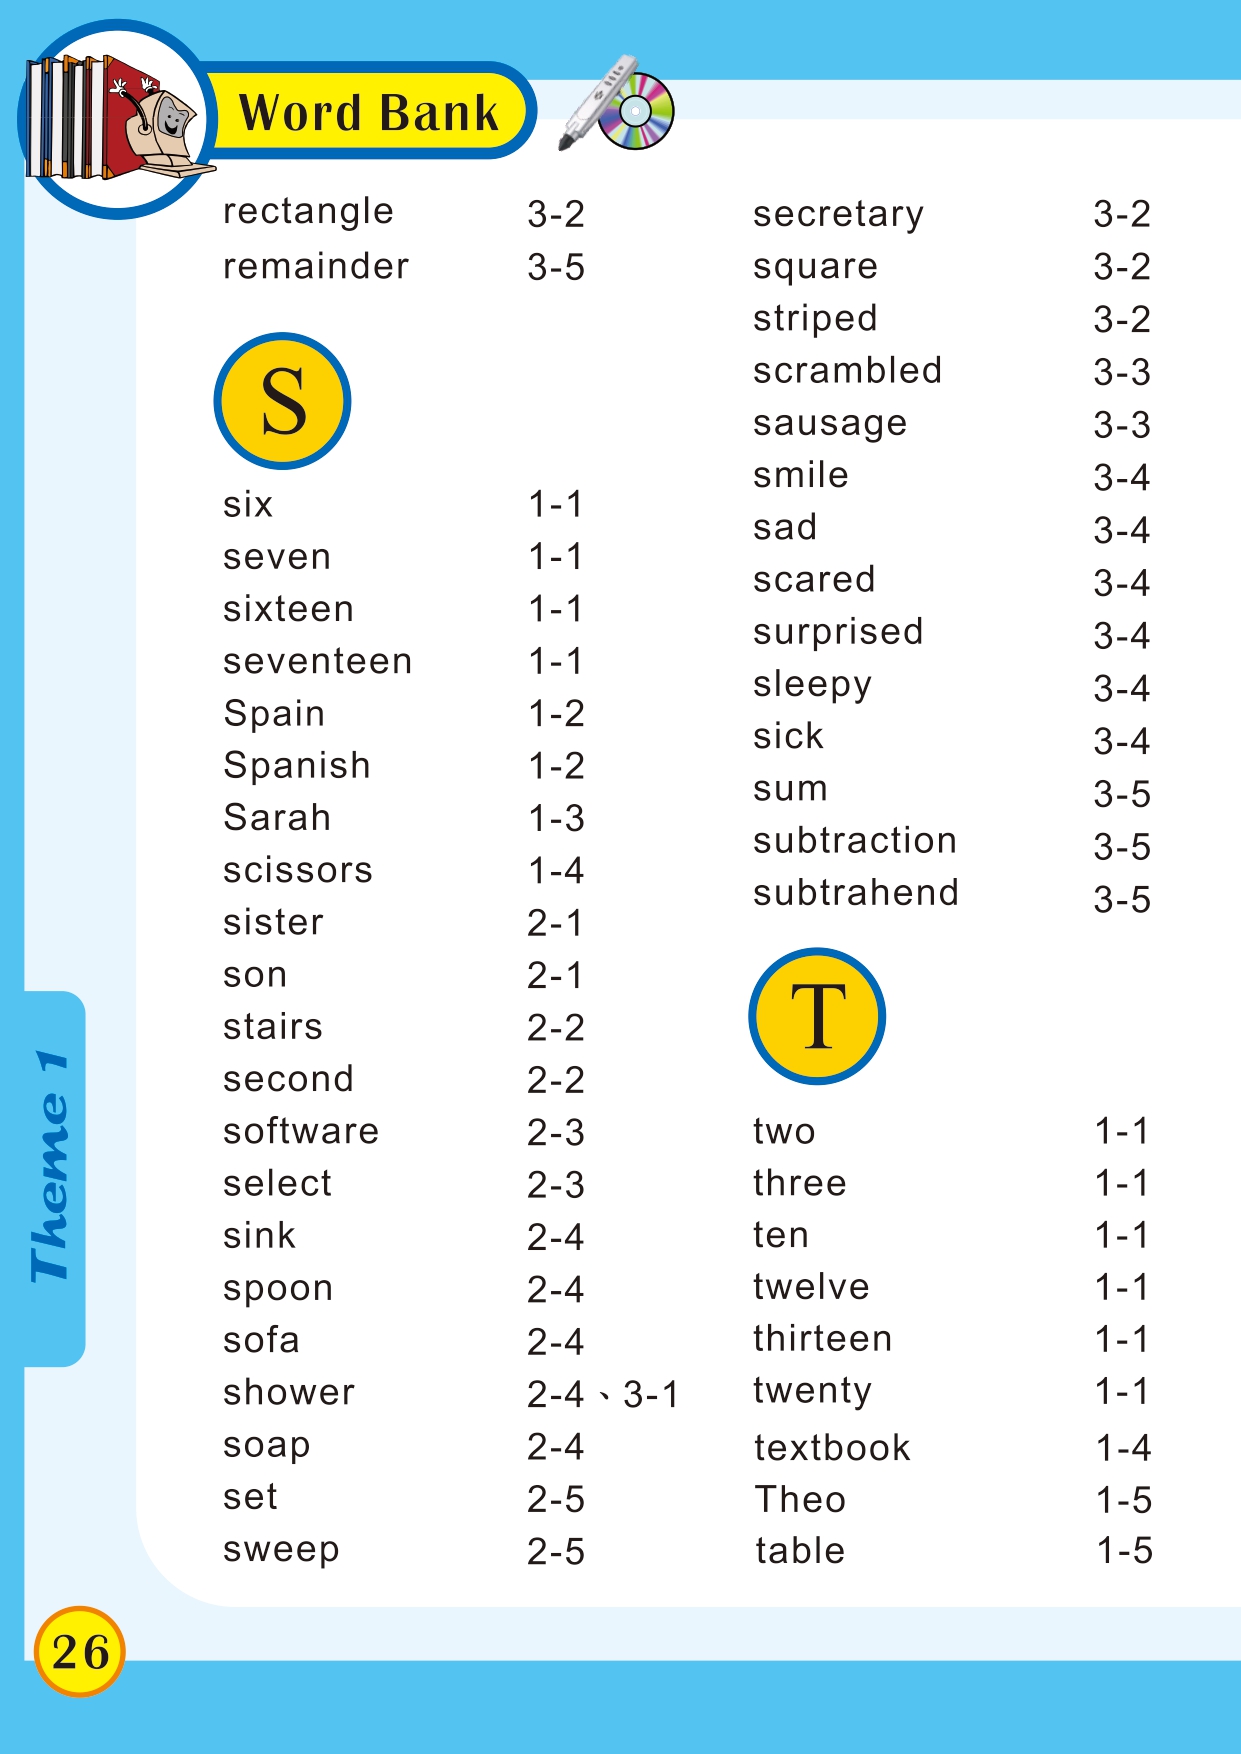 Word Bank
rectangle 3-2
remainder 3-5
S
six 1-1
seven 1-1
sixteen 1-1
seventeen 1-1
Spain 1-2
Spanish 1-2
Sarah 1-3
scissors 1-4
sister 2-1
son 2-1
stairs 2-2
second 2-2
software 2-3
select 2-3
sink 2-4
spoon 2-4
sofa 2-4
shower 2-4、3-1
soap 2-4
set 2-5
sweep 2-5
secretary 3-2
square 3-2
striped 3-2
scrambled 3-3
sausage 3-3
smile 3-4
sad 3-4
scared 3-4
surprised 3-4
sleepy 3-4
sick 3-4
sum 3-5
subtraction 3-5
subtrahend 3-5
T
two 1-1
three 1-1
ten 1-1
twelve 1-1
thirteen 1-1
twenty 1-1
textbook 1-4
Theo 1-5
table 1-5
Theme 1
26